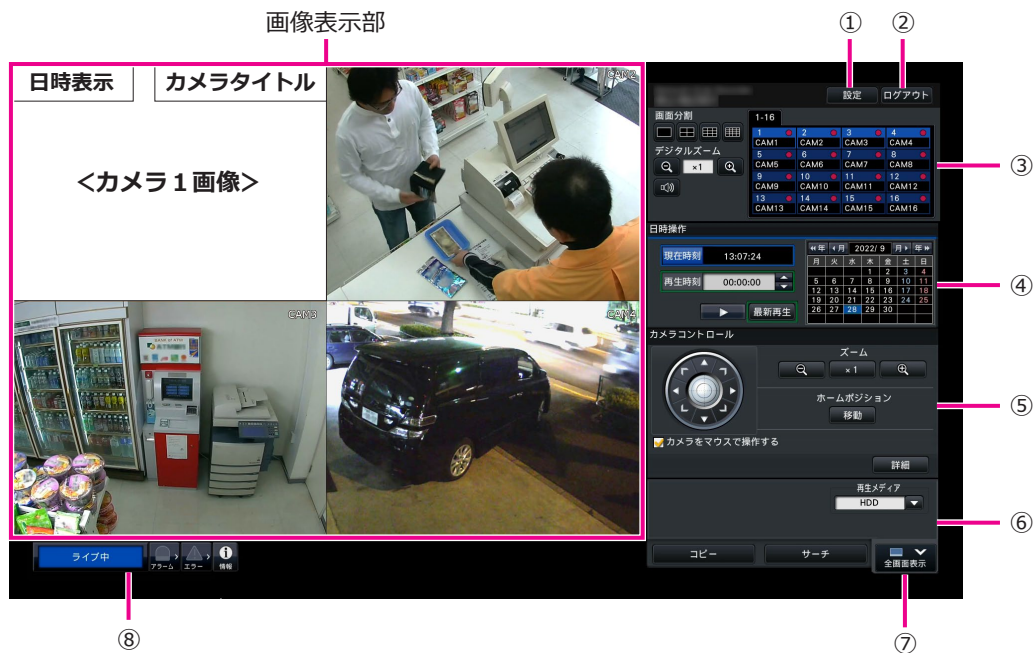 画像表示部
① ②
日時表示 カメラタイトル
<カメラ１画像>
CAM2
CAM3
CAM4
設定 ログアウト
画面分割
デジタルズーム
×1
1-16
1 2 3 4
CAM1 CAM2 CAM3 CAM4
5 6 7 8
CAM5 CAM6 CAM7 CAM8
9 10 11 12
CAM9 CAM10 CAM11 CAM12
13 14 15 16
CAM13 CAM14 CAM15 CAM16
③
日時操作
現在時刻 13:07:24
再生時刻 00:00:00
最新再生
年 月 2022/ 9 月 年
月 火 水 木 金 土 日
1 2 3 4
5 6 7 8 9 10 11
12 13 14 15 16 17 18
19 20 21 22 23 24 25
26 27 28 29 30
④
カメラコントロール
ズーム
×1
ホームポジション
移動
カメラをマウスで操作する
詳細
⑤
再生メディア
HDD
⑥
コピー サーチ
全画面表示
ライブ中 アラーム エラー 情報
⑧ ⑦